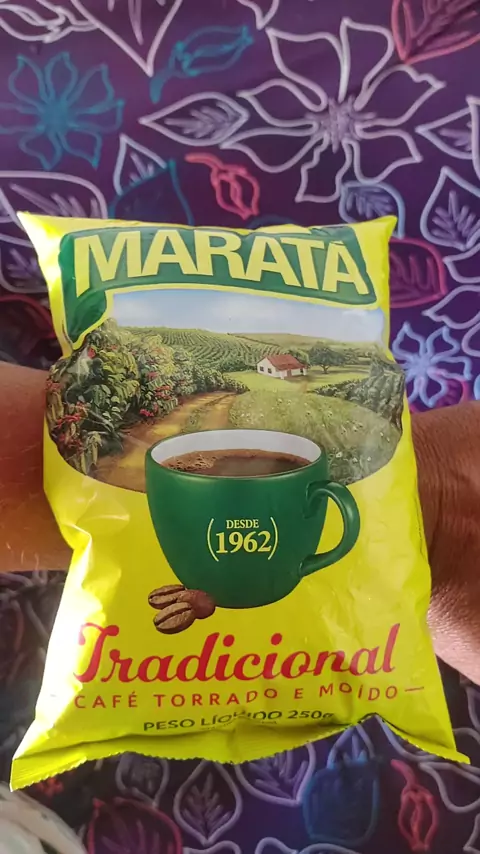 MARATÁ
DESDE
(1962)
Tradicional
CAFÉ TORRADO E MOÍDO
PESO LÍQUIDO 250g